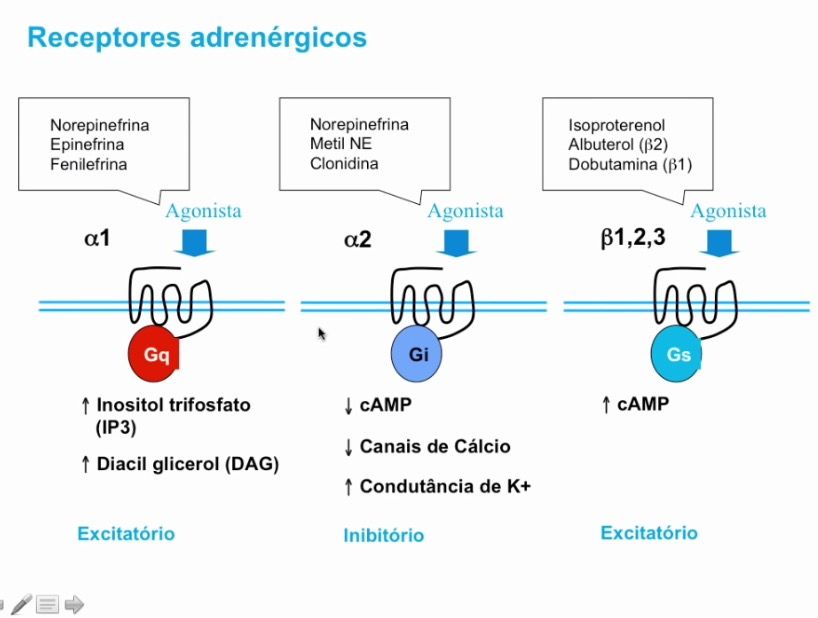 Receptores adrenérgicos
Norepinefrina
Epinefrina
Fenilefrina
Agonista
α1
Gq
↑ Inositol trifosfato
(IP3)
↑ Diacil glicerol (DAG)
Excitatório
Norepinefrina
Metil NE
Clonidina
Agonista
α2
Gi
↓ cAMP
↓ Canais de Cálcio
↑ Condutância de K+
Inibitório
Isoproterenol
Albuterol (β2)
Dobutamina (β1)
Agonista
β1,2,3
Gs
↑ cAMP
Excitatório